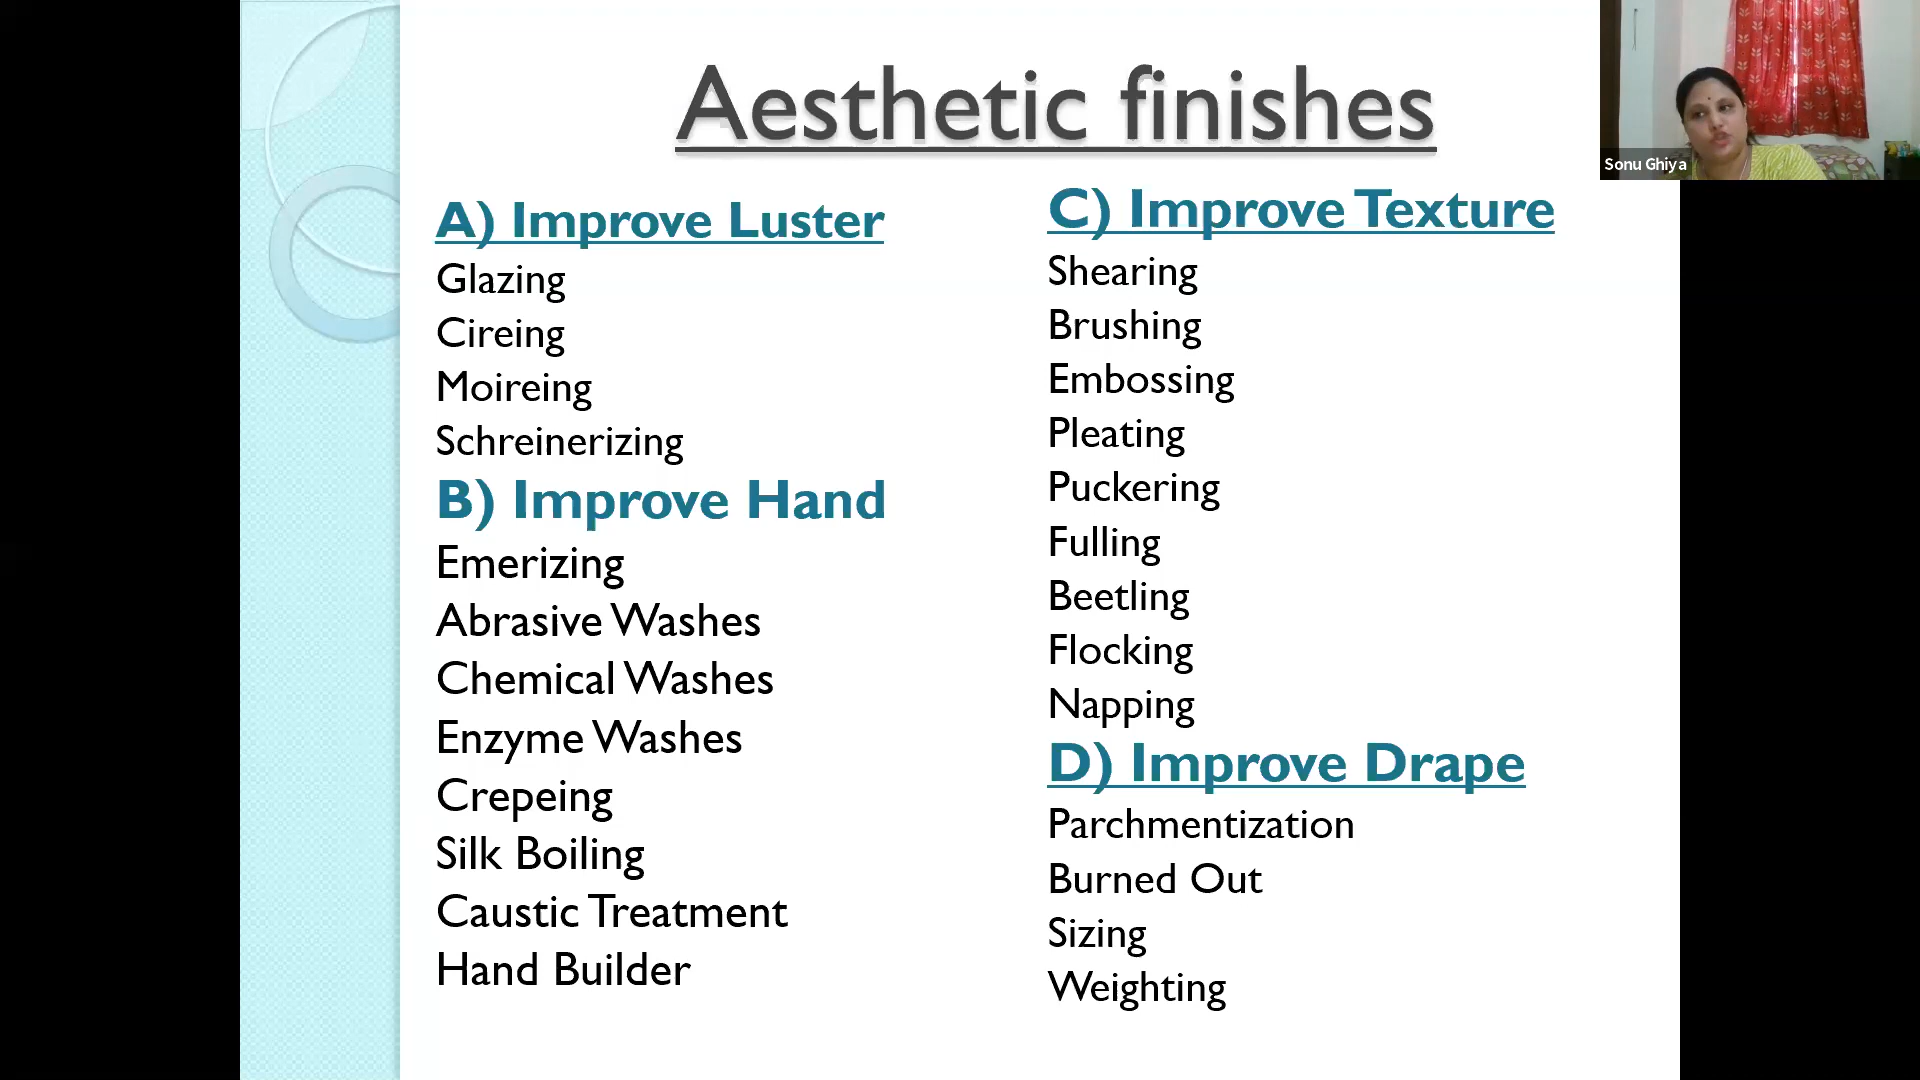 Aesthetic finishes
A) Improve Luster
Glazing
Cireing
Moireing
Schreinerizing
B) Improve Hand
Emerizing
Abrasive Washes
Chemical Washes
Enzyme Washes
Crepeing
Silk Boiling
Caustic Treatment
Hand Builder
C) Improve Texture
Shearing
Brushing
Embossing
Pleating
Puckering
Fulling
Beetling
Flocking
Napping
D) Improve Drape
Parchmentization
Burned Out
Sizing
Weighting
Sonu Ghiya